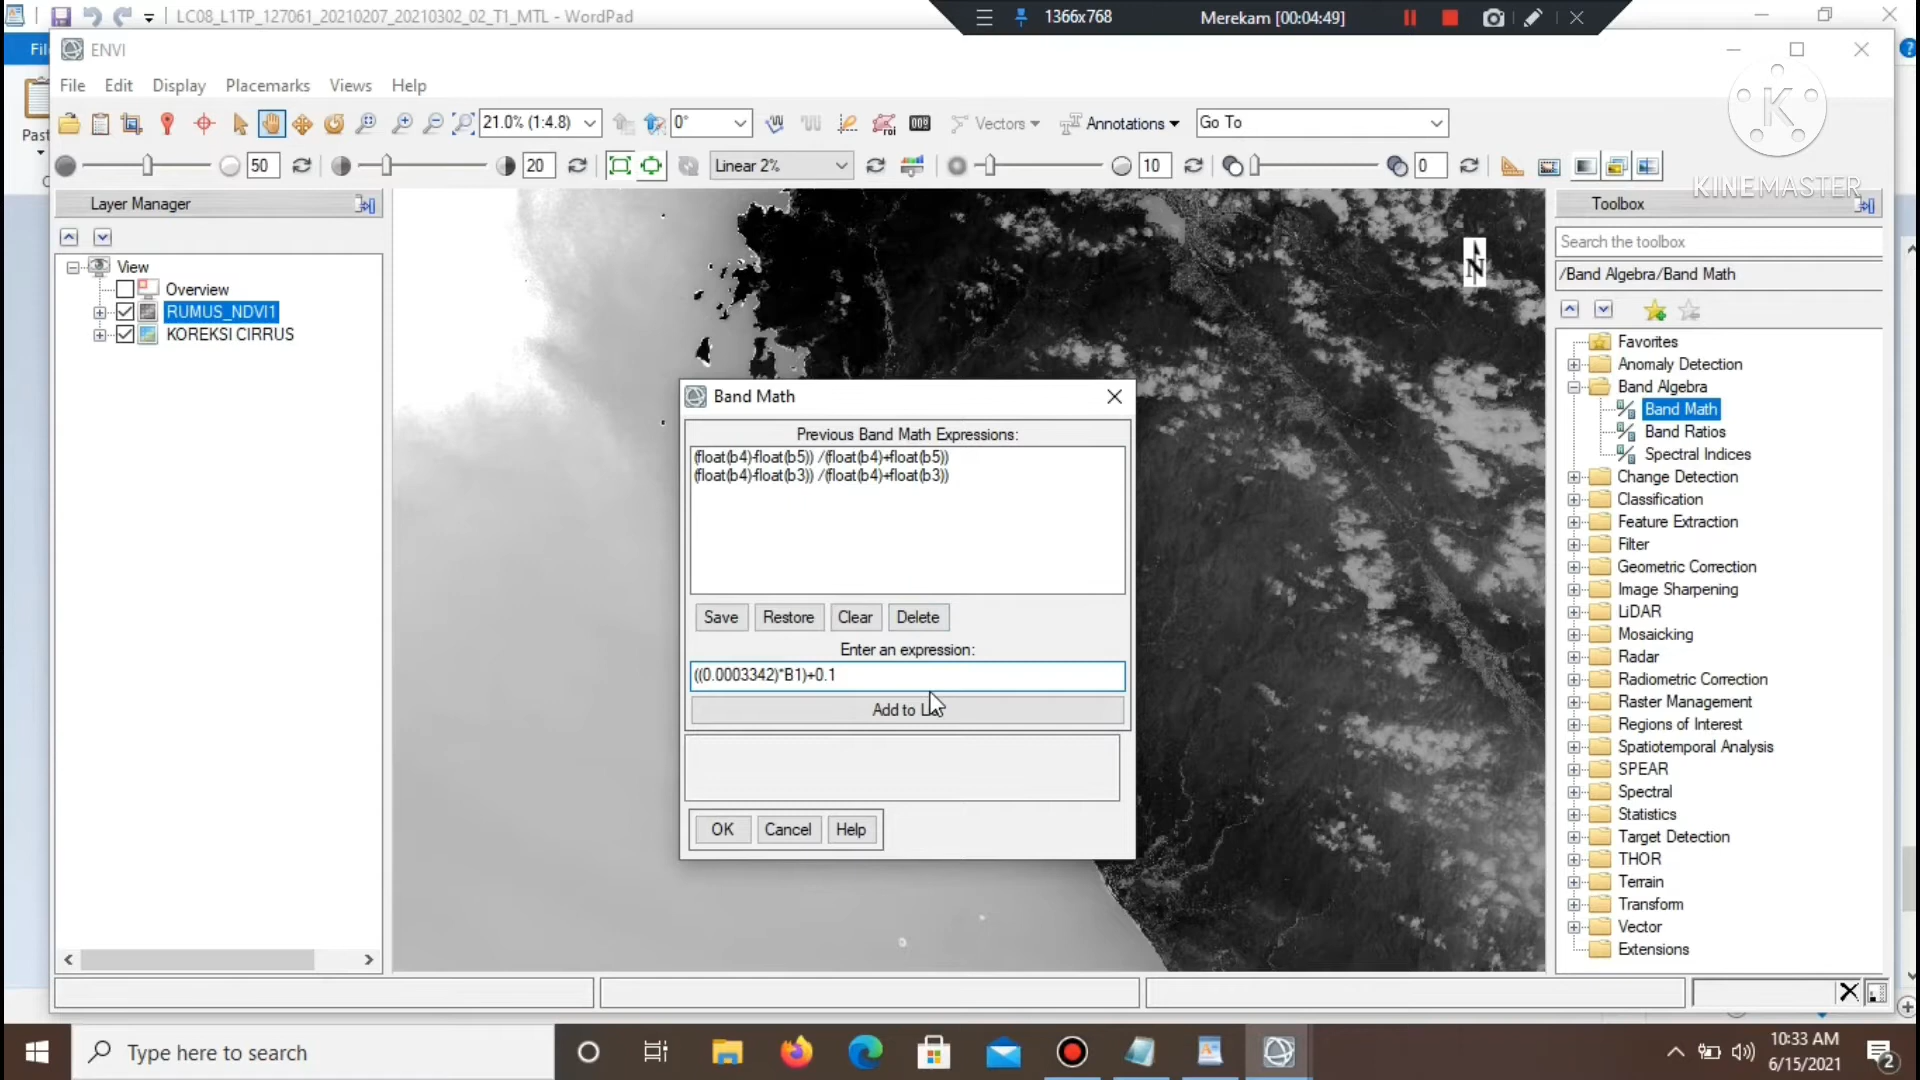 LC08_L1TP_127061_20210207_20210302_02_T1_MTL - WordPad
1366x768
Merekam [00:04:49]
Fil
ENVI
File Edit Display Placemarks Views Help
Past
21.0% (1:4.8)
0°
Vectors
Annotations
Go To
50
20
Linear 2%
10
0
KINEMASTER
Layer Manager
View
Overview
RUMUS_NDVI1
KOREKSI CIRRUS
N
Band Math
Previous Band Math Expressions:
(float(b4)-float(b5)) /(float(b4)+float(b5))
(float(b4)-float(b3)) /(float(b4)+float(b3))
Save Restore Clear Delete
Enter an expression:
((0.0003342)*B1)+0.1
Add to
OK Cancel Help
Toolbox
Search the toolbox
/Band Algebra/Band Math
Favorites
Anomaly Detection
Band Algebra
Band Math
Band Ratios
Spectral Indices
Change Detection
Classification
Feature Extraction
Filter
Geometric Correction
Image Sharpening
LiDAR
Mosaicking
Radar
Radiometric Correction
Raster Management
Regions of Interest
Spatiotemporal Analysis
SPEAR
Spectral
Statistics
Target Detection
THOR
Terrain
Transform
Vector
Extensions
Type here to search
10:33 AM
6/15/2021
2